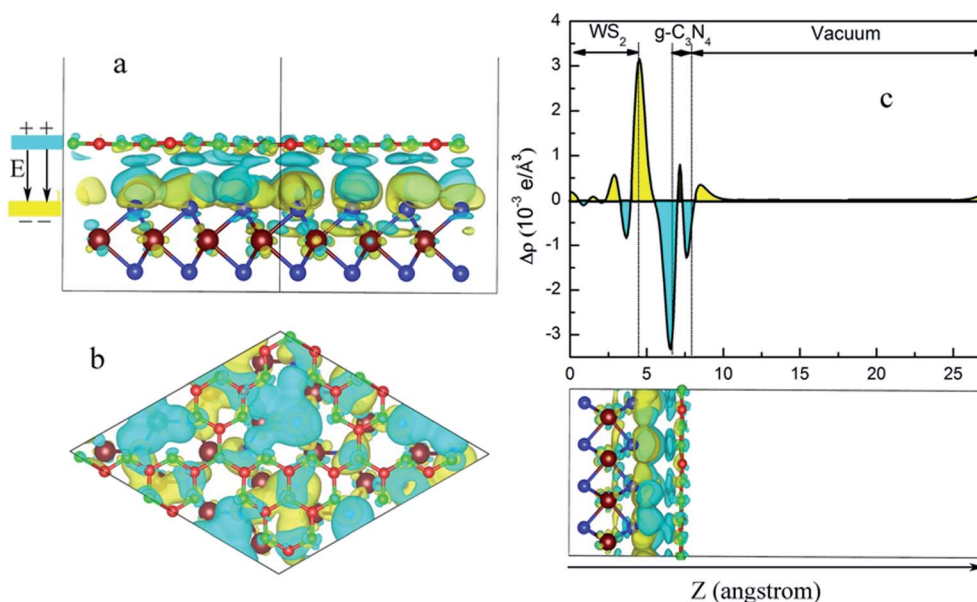 a
+ +
E
− −
b
WS₂
g-C₃N₄
Vacuum
c
Δρ (10⁻³ e/Å³)
4
3
2
1
0
-1
-2
-3
0 5 10 15 20 25
Z (angstrom)